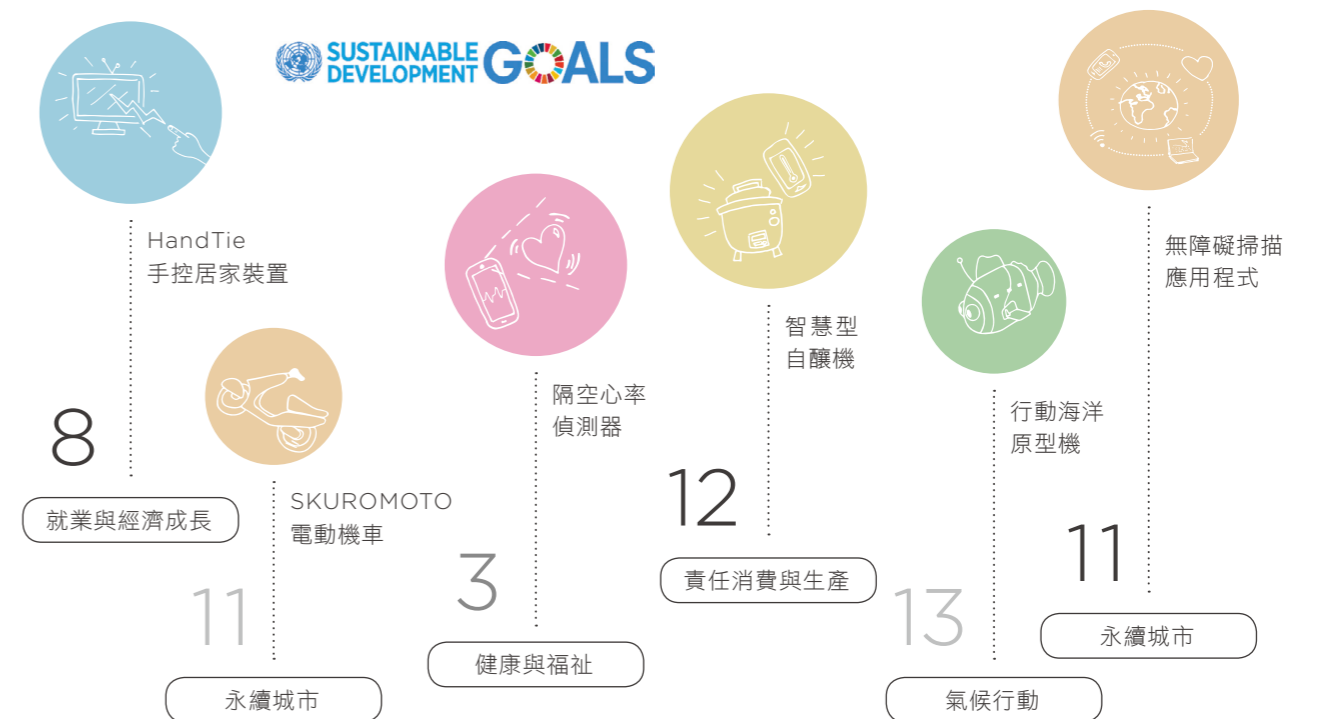 SUSTAINABLE
DEVELOPMENT
GOALS
HandTie
手控居家裝置
8
就業與經濟成長
SKUROMOTO
電動機車
11
永續城市
隔空心率
偵測器
3
健康與福祉
智慧型
自釀機
12
責任消費與生產
行動海洋
原型機
13
氣候行動
無障礙掃描
應用程式
11
永續城市